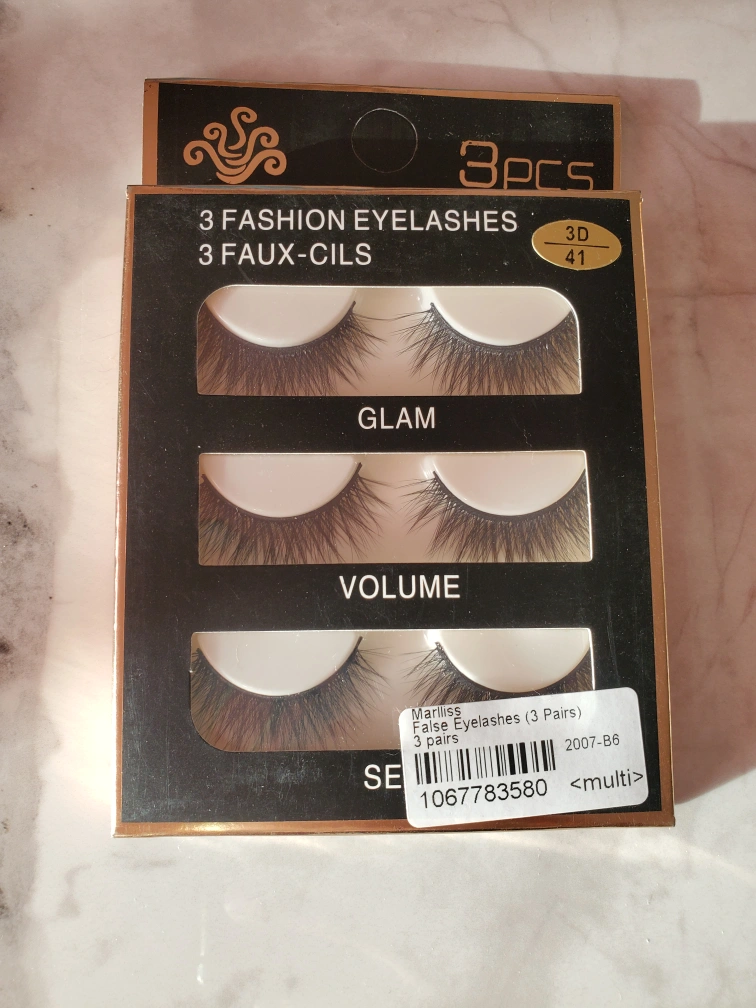 3PCS
3 FASHION EYELASHES
3 FAUX-CILS
3D
41
GLAM
VOLUME
Marlliss
False Eyelashes (3 Pairs)
3 pairs
2007-B6
1067783580
<multi>